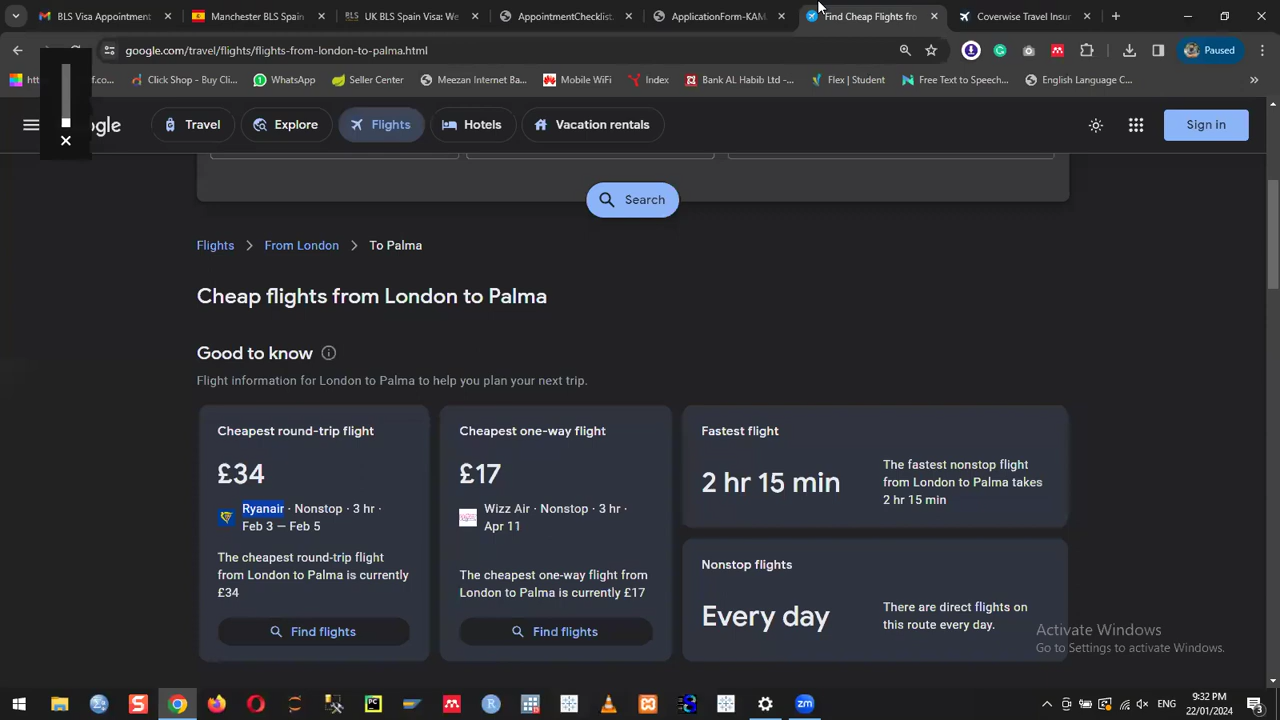 BLS Visa Appointment
Manchester BLS Spain
UK BLS Spain Visa: We
AppointmentChecklist.
ApplicationForm-KAM.
Find Cheap Flights fro
Coverwise Travel Insur
google.com/travel/flights/flights-from-london-to-palma.html
Paused
Click Shop - Buy Cli...
WhatsApp
Seller Center
Meezan Internet Ban...
Mobile WiFi
Index
Bank AL Habib Ltd -...
Flex | Student
Free Text to Speech...
English Language C...
Travel
Explore
Flights
Hotels
Vacation rentals
Sign in
Search
Flights
From London
To Palma
Cheap flights from London to Palma
Good to know
Flight information for London to Palma to help you plan your next trip.
Cheapest round-trip flight
£34
Ryanair · Nonstop · 3 hr ·
Feb 3 — Feb 5
The cheapest round-trip flight
from London to Palma is currently
£34
Find flights
Cheapest one-way flight
£17
Wizz Air · Nonstop · 3 hr ·
Apr 11
The cheapest one-way flight from
London to Palma is currently £17
Find flights
Fastest flight
2 hr 15 min
The fastest nonstop flight
from London to Palma takes
2 hr 15 min
Nonstop flights
Every day
There are direct flights on
this route every day.
Activate Windows
Go to Settings to activate Windows.
ENG
9:32 PM
22/01/2024